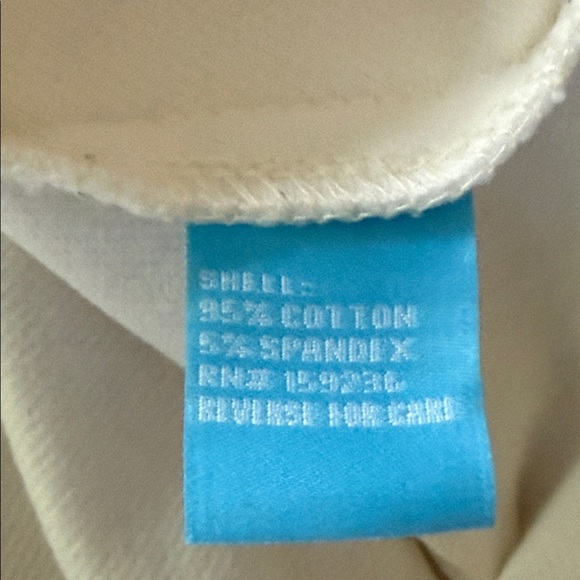 SHELL:
95% COTTON
5% SPANDEX
RN# 159236
REVERSE FOR CARE